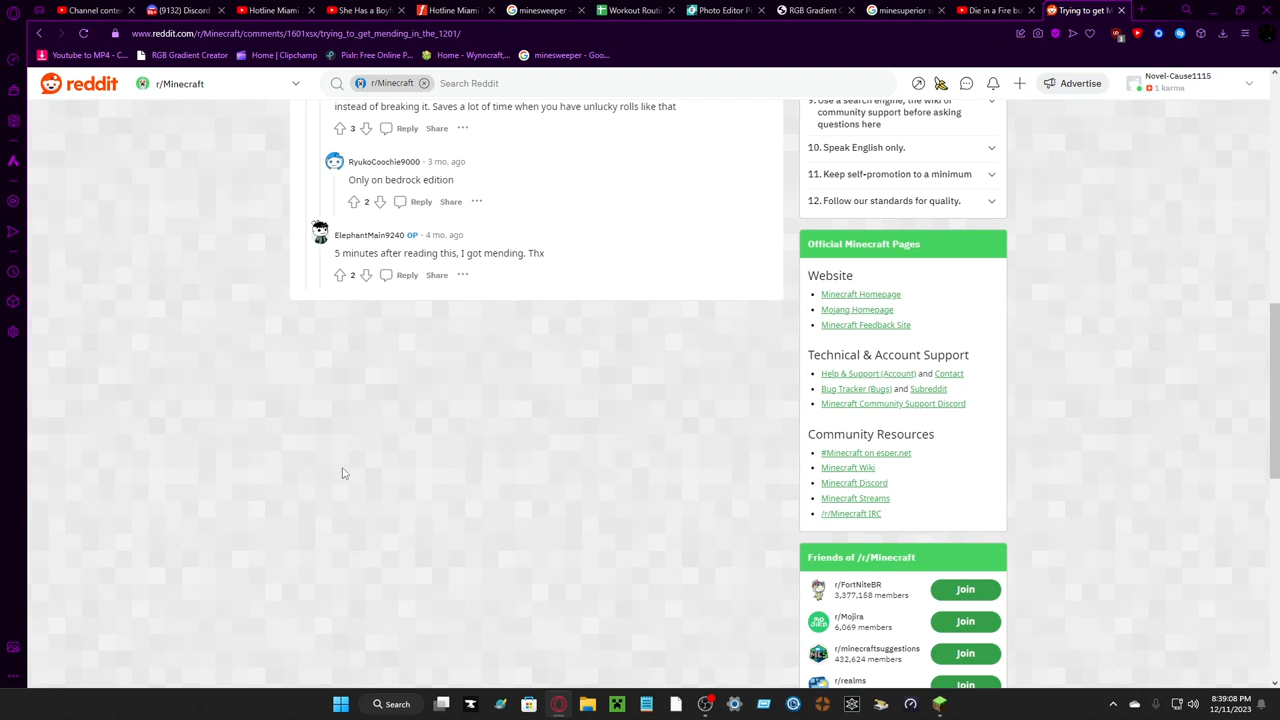 Channel conten
(9132) Discord
Hotline Miami
She Has a Boyf
Hotline Miami
minesweeper -
Workout Routin
Photo Editor P
RGB Gradient C
minusuperior s
Die in a Fire bu
Trying to get M
www.reddit.com/r/Minecraft/comments/1601xsx/trying_to_get_mending_in_the_1201/
Youtube to MP4 - C...
RGB Gradient Creator
Home | Clipchamp
Pixlr: Free Online P...
Home - Wynncraft,...
minesweeper - Goo...
reddit
r/Minecraft
r/Minecraft
Search Reddit
Advertise
Novel-Cause1115
1 karma
instead of breaking it. Saves a lot of time when you have unlucky rolls like that
3 Reply Share ...
RyukoCoochie9000 · 3 mo. ago
Only on bedrock edition
2 Reply Share ...
ElephantMain9240 OP · 4 mo. ago
5 minutes after reading this, I got mending. Thx
2 Reply Share ...
9. Use a search engine, the wiki or
community support before asking
questions here
10. Speak English only.
11. Keep self-promotion to a minimum
12. Follow our standards for quality.
Official Minecraft Pages
Website
Minecraft Homepage
Mojang Homepage
Minecraft Feedback Site
Technical & Account Support
Help & Support (Account) and Contact
Bug Tracker (Bugs) and Subreddit
Minecraft Community Support Discord
Community Resources
#Minecraft on esper.net
Minecraft Wiki
Minecraft Discord
Minecraft Streams
/r/Minecraft IRC
Friends of /r/Minecraft
r/FortNiteBR
3,377,158 members
Join
r/Mojira
6,069 members
Join
r/minecraftsuggestions
432,624 members
Join
r/realms
Join
Search
8:39:08 PM
12/11/2023